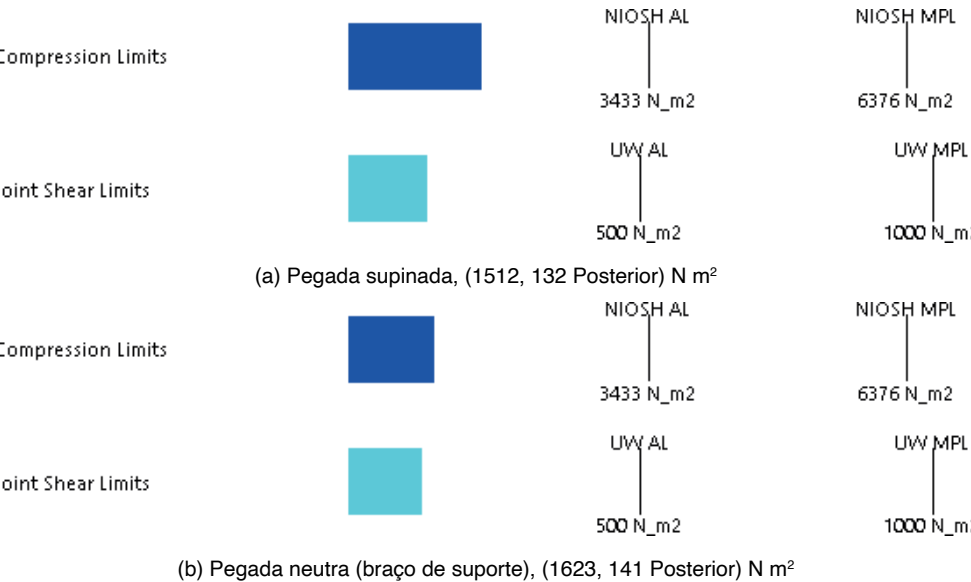 NIOSH AL NIOSH MPL
Compression Limits
3433 N_m2 6376 N_m2
UW AL UW MPL
oint Shear Limits
500 N_m2 1000 N_m
(a) Pegada supinada, (1512, 132 Posterior) N m²
NIOSH AL NIOSH MPL
Compression Limits
3433 N_m2 6376 N_m2
UW AL UW MPL
oint Shear Limits
500 N_m2 1000 N_m
(b) Pegada neutra (braço de suporte), (1623, 141 Posterior) N m²